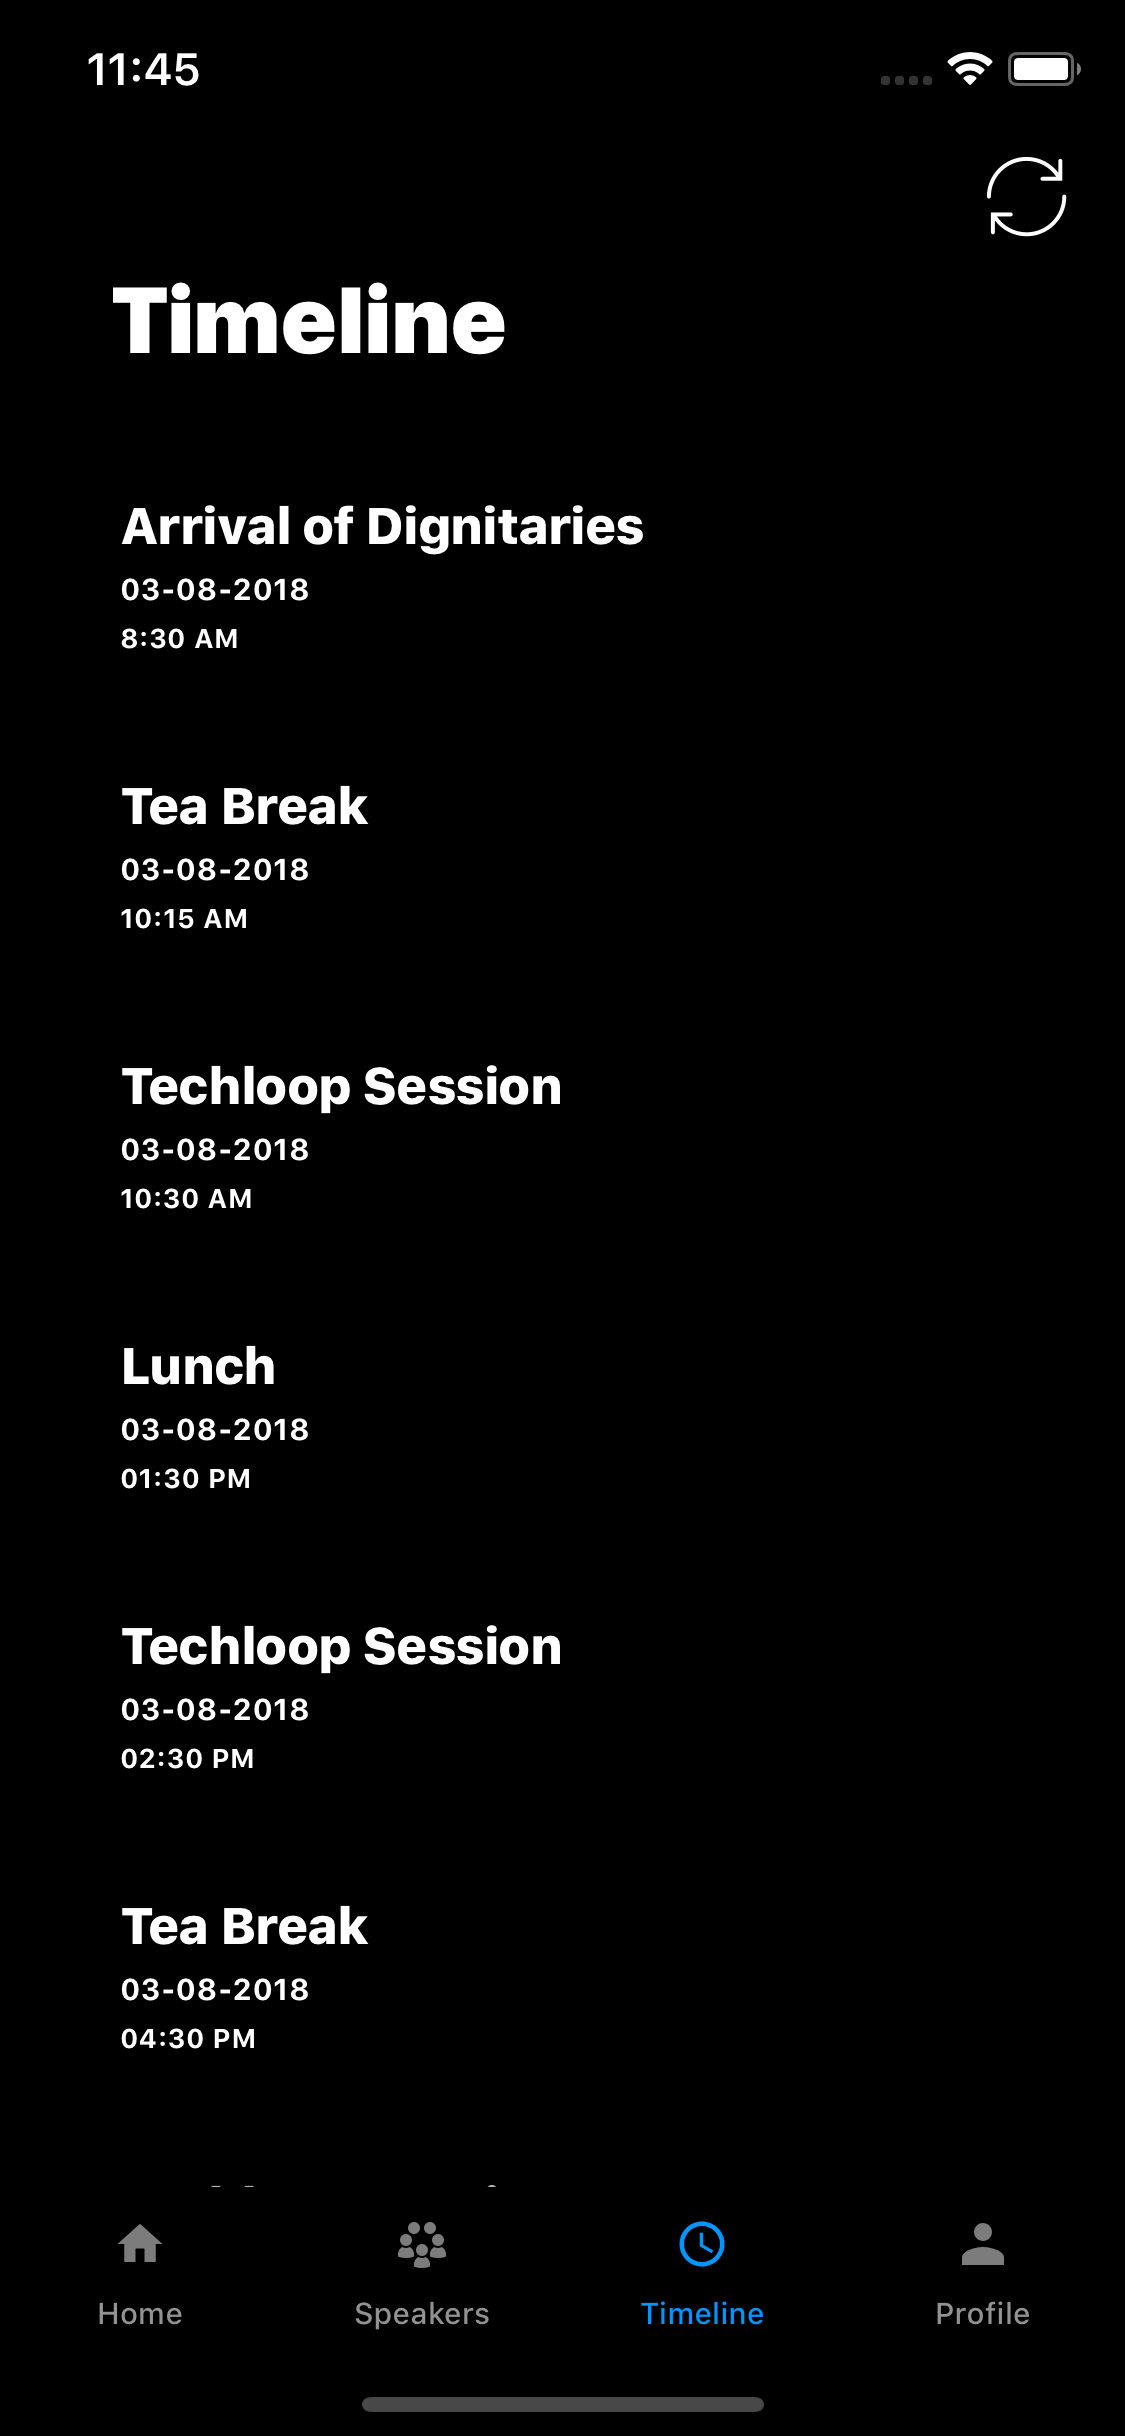 11:45
Timeline
Arrival of Dignitaries
03-08-2018
8:30 AM
Tea Break
03-08-2018
10:15 AM
Techloop Session
03-08-2018
10:30 AM
Lunch
03-08-2018
01:30 PM
Techloop Session
03-08-2018
02:30 PM
Tea Break
03-08-2018
04:30 PM
Home
Speakers
Timeline
Profile